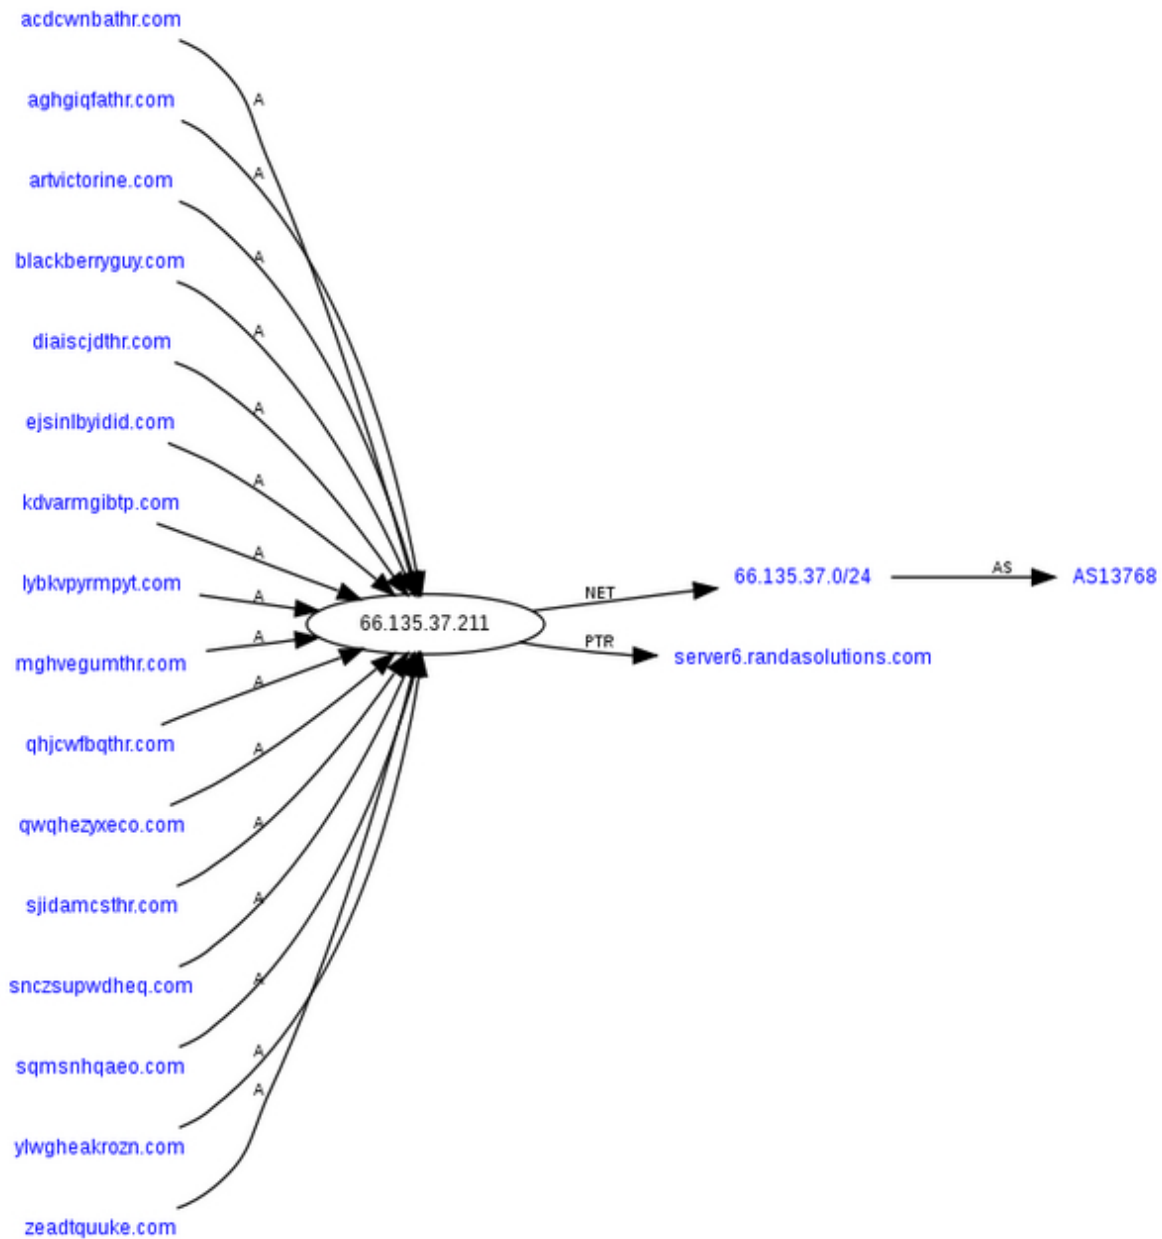 acdcwnbathr.com
A
aghgiqfathr.com
A
artvictorine.com
A
blackberryguy.com
A
diaiscjdthr.com
A
ejsinlbyidid.com
A
kdvarmgibtp.com
A
lybkvpyrmpyt.com
A
mghvegumthr.com
A
qhjcwfbqthr.com
A
qwqhezyxeco.com
A
sjidamcsthr.com
A
snczsupwdheq.com
A
sqmsnhqaeo.com
A
ylwgheakrozn.com
A
zeadtquuke.com
A
66.135.37.211
NET
66.135.37.0/24
AS
AS13768
PTR
server6.randasolutions.com